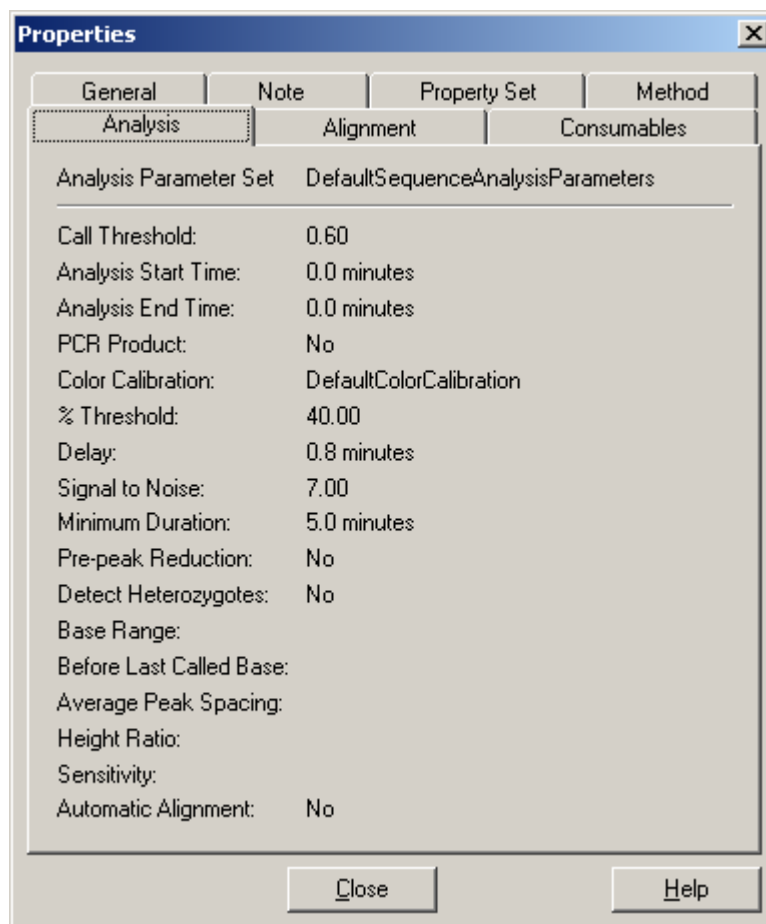 Properties
General Note Property Set Method
Analysis Alignment Consumables
Analysis Parameter Set DefaultSequenceAnalysisParameters
Call Threshold: 0.60
Analysis Start Time: 0.0 minutes
Analysis End Time: 0.0 minutes
PCR Product: No
Color Calibration: DefaultColorCalibration
% Threshold: 40.00
Delay: 0.8 minutes
Signal to Noise: 7.00
Minimum Duration: 5.0 minutes
Pre-peak Reduction: No
Detect Heterozygotes: No
Base Range:
Before Last Called Base:
Average Peak Spacing:
Height Ratio:
Sensitivity:
Automatic Alignment: No
Close Help